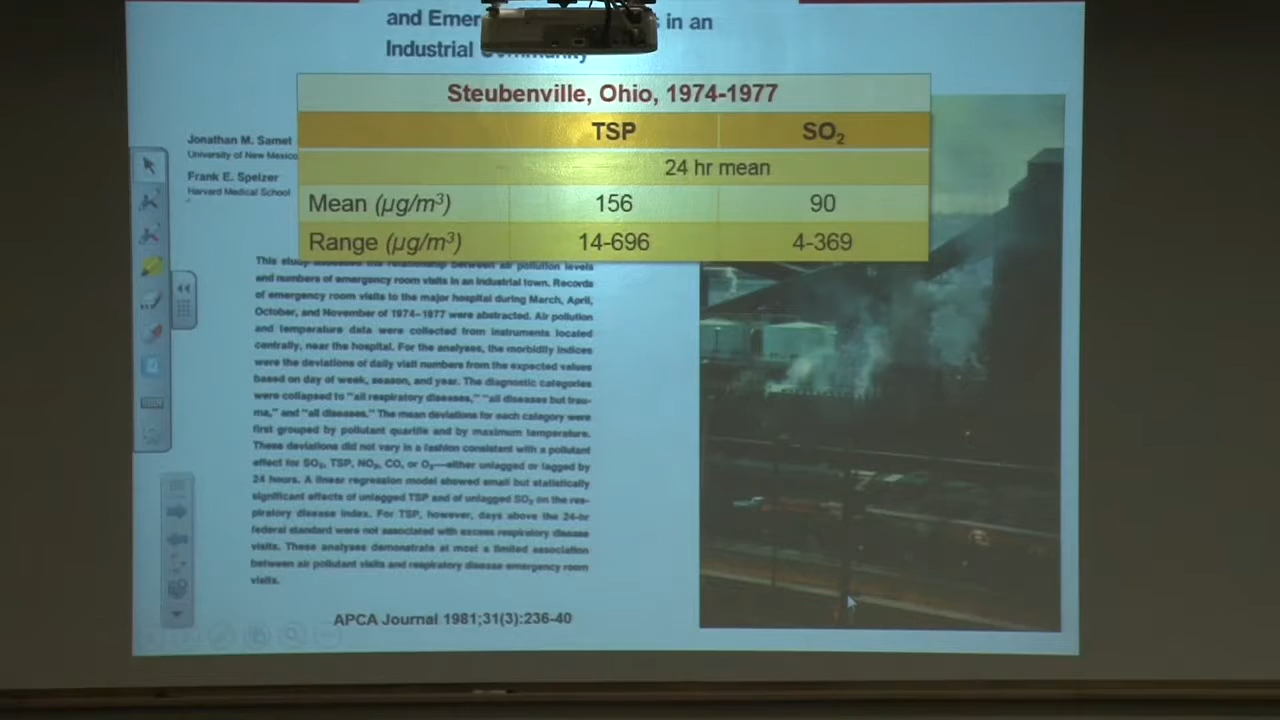 and Emer s in an
Industrial Community
Steubenville, Ohio, 1974-1977
TSP SO₂
24 hr mean
Mean (µg/m³) 156 90
Range (µg/m³) 14-696 4-369
Jonathan M. Samet
University of New Mexico
Frank E. Speizer
Harvard Medical School
This study assessed the relationship between air pollution levels
and numbers of emergency room visits in an industrial town. Records
of emergency room visits to the major hospital during March, April,
October, and November of 1974–1977 were abstracted. Air pollution
and temperature data were collected from instruments located
centrally, near the hospital. For the analyses, the morbidity indices
were the deviations of daily visit numbers from the expected values
based on day of week, season, and year. The diagnostic categories
were collapsed to "all respiratory diseases," "all diseases but trau-
ma," and "all diseases." The mean deviations for each category were
first grouped by pollutant quartile and by maximum temperature.
These deviations did not vary in a fashion consistent with a pollutant
effect for SO₂, TSP, NO₂, CO, or O₃—either unlagged or lagged by
24 hours. A linear regression model showed small but statistically
significant effects of unlagged TSP and of unlagged SO₂ on the res-
piratory disease index. For TSP, however, days above the 24-hr
federal standard were not associated with excess respiratory disease
visits. These analyses demonstrate at most a limited association
between air pollutant visits and respiratory disease emergency room
visits.
APCA Journal 1981;31(3):236-40